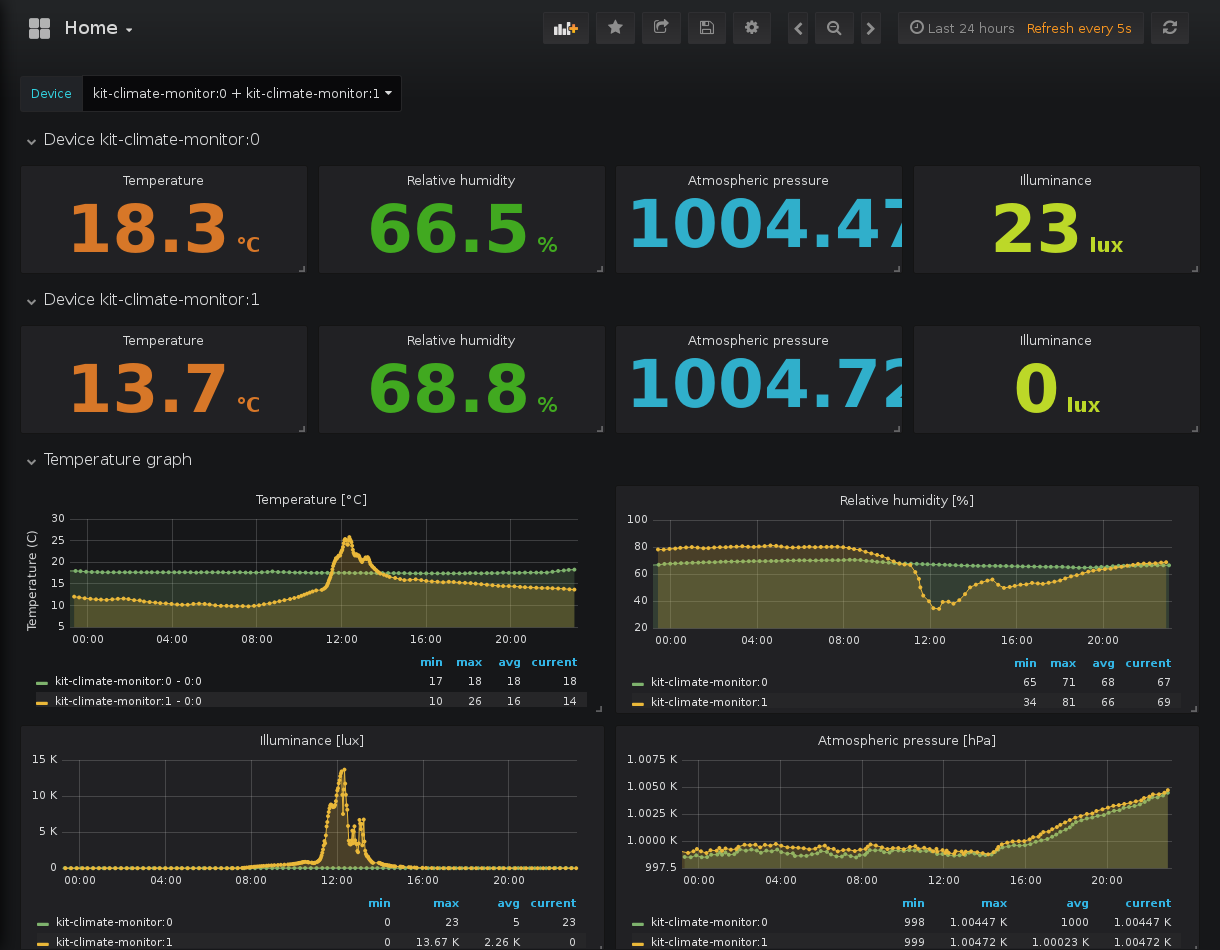 Home
Last 24 hours Refresh every 5s
Device kit-climate-monitor:0 + kit-climate-monitor:1
Device kit-climate-monitor:0
Temperature Relative humidity Atmospheric pressure Illuminance
18.3 °C 66.5 % 1004.47 23 lux
Device kit-climate-monitor:1
Temperature Relative humidity Atmospheric pressure Illuminance
13.7 °C 68.8 % 1004.72 0 lux
Temperature graph
Temperature [°C]
Temperature (C)
30
25
20
15
10
5
00:00 04:00 08:00 12:00 16:00 20:00
min max avg current
kit-climate-monitor:0 - 0:0 17 18 18 18
kit-climate-monitor:1 - 0:0 10 26 16 14
Relative humidity [%]
100
80
60
40
20
00:00 04:00 08:00 12:00 16:00 20:00
min max avg current
kit-climate-monitor:0 65 71 68 67
kit-climate-monitor:1 34 81 66 69
Illuminance [lux]
15 K
10 K
5 K
0
00:00 04:00 08:00 12:00 16:00 20:00
min max avg current
kit-climate-monitor:0 0 23 5 23
kit-climate-monitor:1 0 13.67 K 2.26 K 0
Atmospheric pressure [hPa]
1.0075 K
1.0050 K
1.0025 K
1.0000 K
997.5
00:00 04:00 08:00 12:00 16:00 20:00
min max avg current
kit-climate-monitor:0 998 1.00447 K 1000 1.00447 K
kit-climate-monitor:1 999 1.00472 K 1.00023 K 1.00472 K